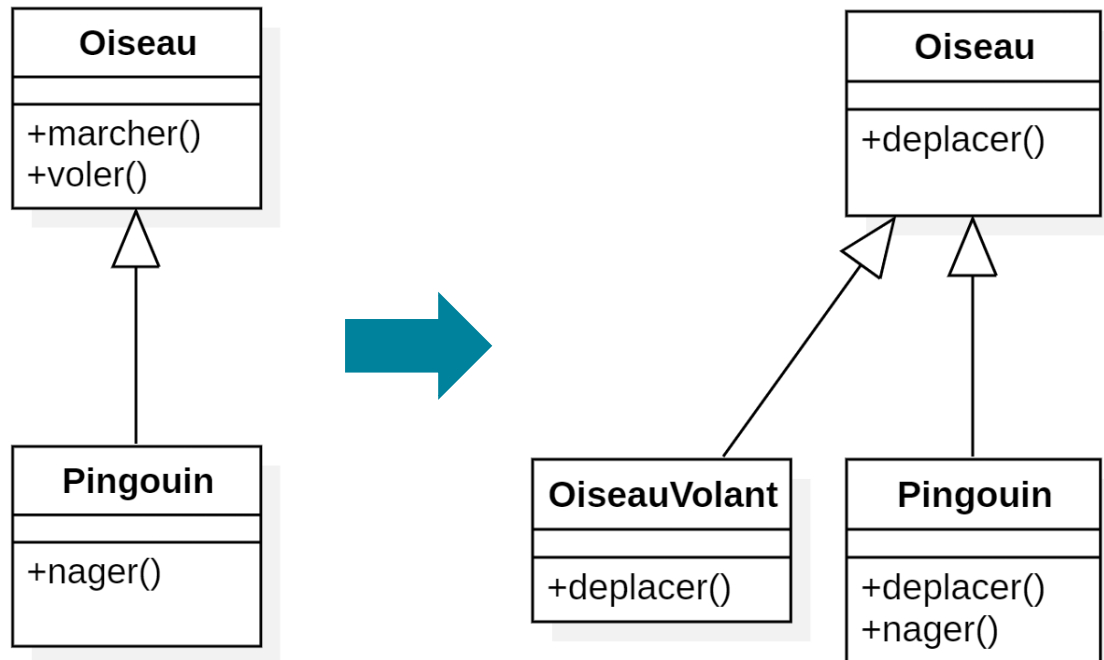 Oiseau
+marcher()
+voler()
Pingouin
+nager()
Oiseau
+deplacer()
OiseauVolant
+deplacer()
Pingouin
+deplacer()
+nager()